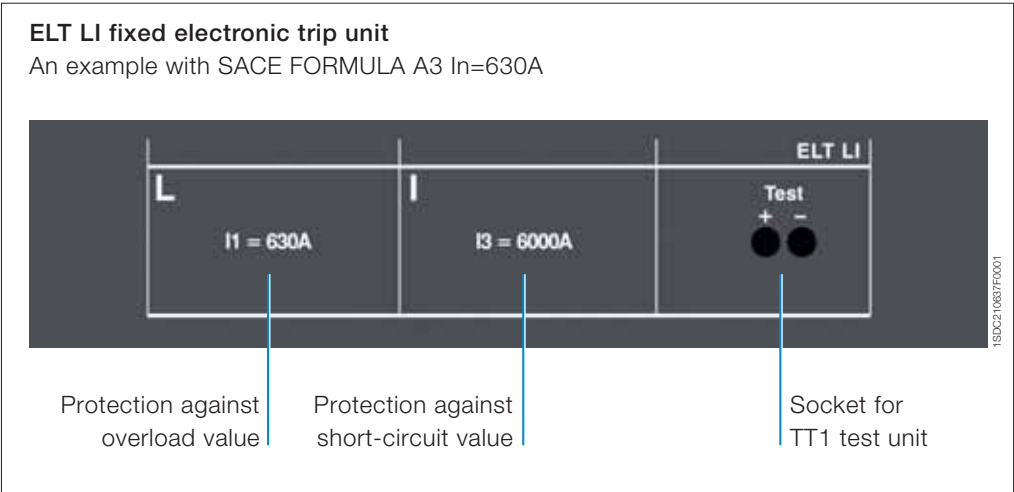 ELT LI fixed electronic trip unit
An example with SACE FORMULA A3 In=630A
ELT LI
L
I
Test
+ -
I1 = 630A
I3 = 6000A
1SDC210637F0001
Protection against
overload value
Protection against
short-circuit value
Socket for
TT1 test unit